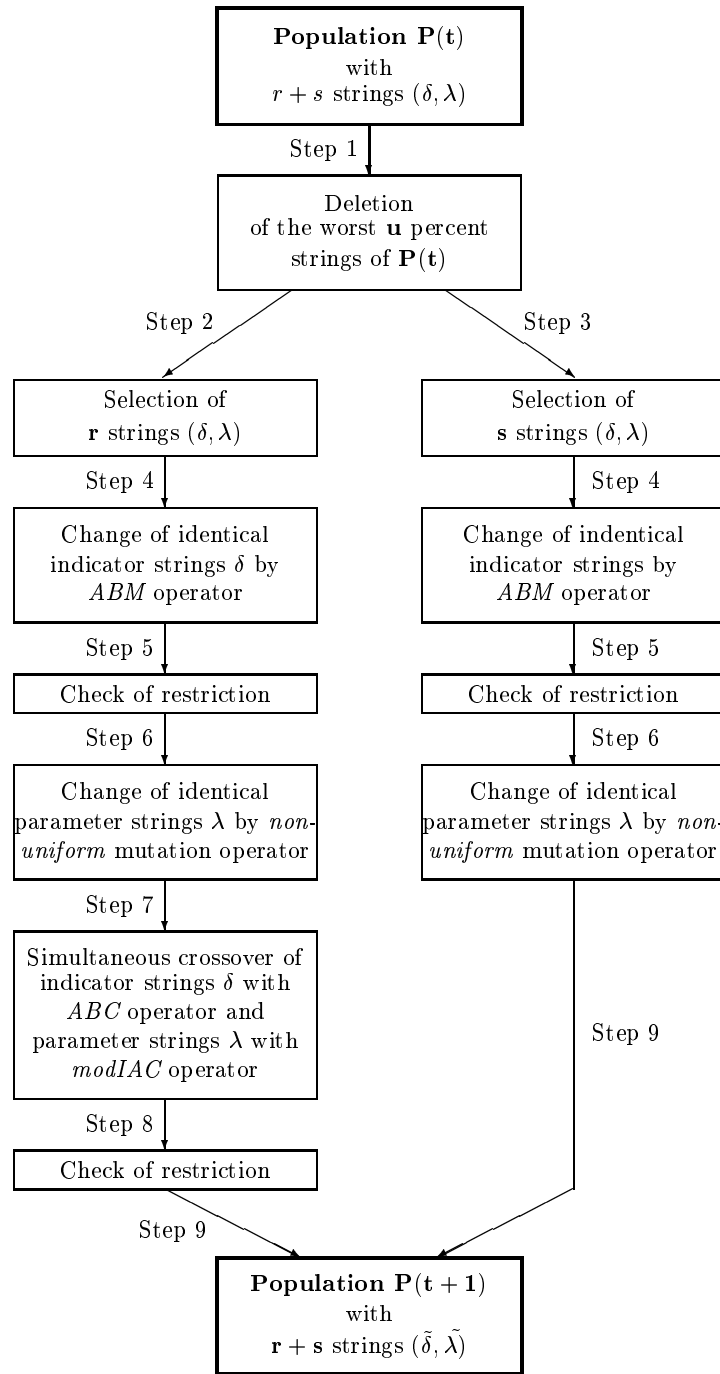 Population P(t)
with
r + s strings (δ, λ)
Step 1
Deletion
of the worst u percent
strings of P(t)
Step 2
Step 3
Selection of
r strings (δ, λ)
Selection of
s strings (δ, λ)
Step 4
Step 4
Change of identical
indicator strings δ by
ABM operator
Change of indentical
indicator strings by
ABM operator
Step 5
Step 5
Check of restriction
Check of restriction
Step 6
Step 6
Change of identical
parameter strings λ by non-
uniform mutation operator
Change of identical
parameter strings λ by non-
uniform mutation operator
Step 7
Simultaneous crossover of
indicator strings δ with
ABC operator and
parameter strings λ with
modIAC operator
Step 9
Step 8
Check of restriction
Step 9
Population P(t + 1)
with
r + s strings (δ̃, λ̃)